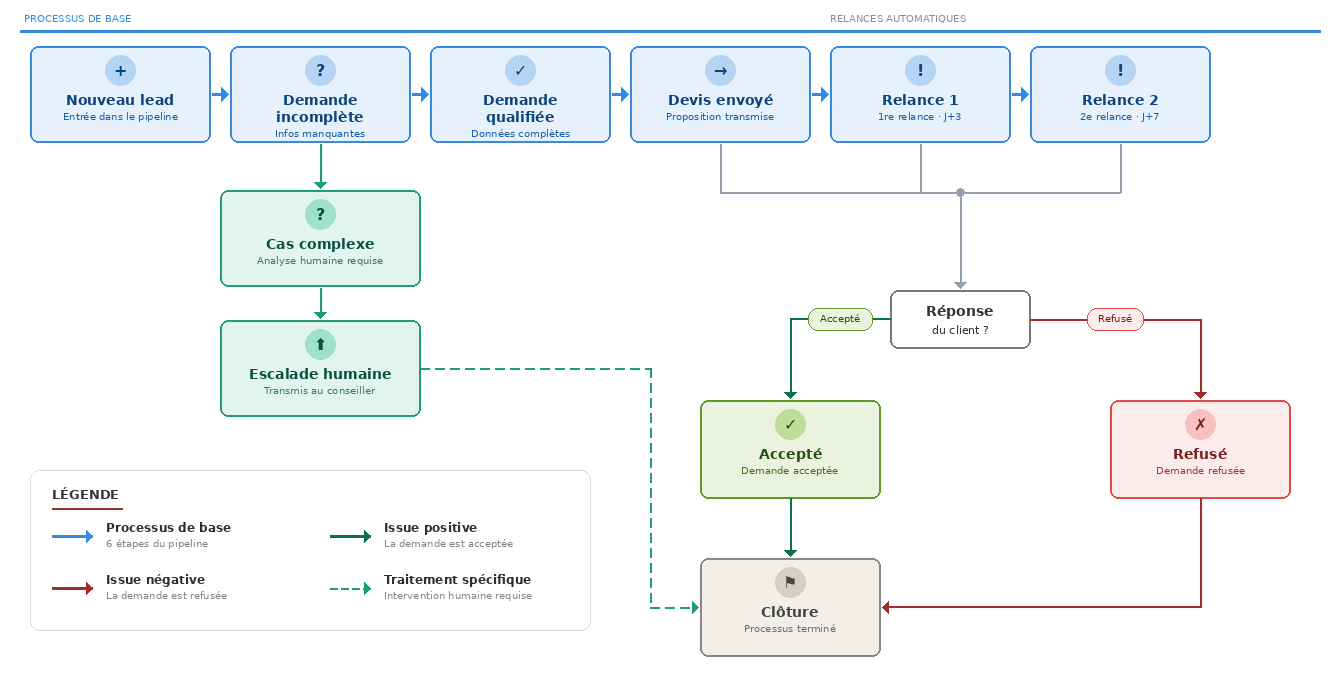 PROCESSUS DE BASE
RELANCES AUTOMATIQUES
+
Nouveau lead
Entrée dans le pipeline
?
Demande
incomplète
Infos manquantes
✓
Demande
qualifiée
Données complètes
→
Devis envoyé
Proposition transmise
!
Relance 1
1re relance · J+3
!
Relance 2
2e relance · J+7
?
Cas complexe
Analyse humaine requise
⬆
Escalade humaine
Transmis au conseiller
Réponse
du client ?
Accepté
Refusé
✓
Accepté
Demande acceptée
✗
Refusé
Demande refusée
⚑
Clôture
Processus terminé
LÉGENDE
Processus de base
6 étapes du pipeline
Issue positive
La demande est acceptée
Issue négative
La demande est refusée
Traitement spécifique
Intervention humaine requise